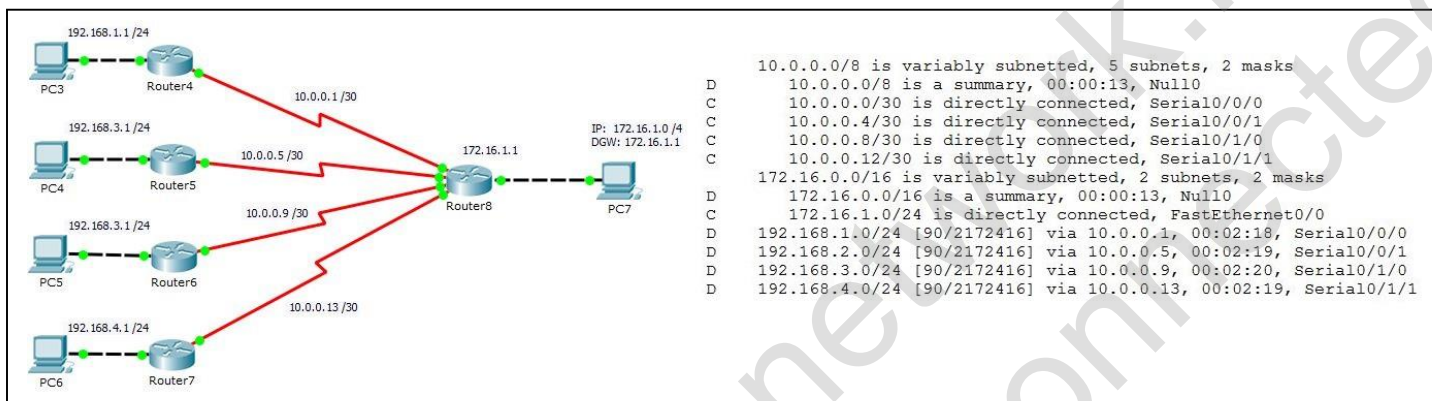 192.168.1.1 /24
PC3
Router4
10.0.0.1 /30
192.168.3.1 /24
PC4
Router5
10.0.0.5 /30
192.168.3.1 /24
PC5
Router6
10.0.0.9 /30
192.168.4.1 /24
PC6
Router7
10.0.0.13 /30
172.16.1.1
Router8
IP: 172.16.1.0 /4
DGW: 172.16.1.1
PC7
10.0.0.0/8 is variably subnetted, 5 subnets, 2 masks
D 10.0.0.0/8 is a summary, 00:00:13, Null0
C 10.0.0.0/30 is directly connected, Serial0/0/0
C 10.0.0.4/30 is directly connected, Serial0/0/1
C 10.0.0.8/30 is directly connected, Serial0/1/0
C 10.0.0.12/30 is directly connected, Serial0/1/1
172.16.0.0/16 is variably subnetted, 2 subnets, 2 masks
D 172.16.0.0/16 is a summary, 00:00:13, Null0
C 172.16.1.0/24 is directly connected, FastEthernet0/0
D 192.168.1.0/24 [90/2172416] via 10.0.0.1, 00:02:18, Serial0/0/0
D 192.168.2.0/24 [90/2172416] via 10.0.0.5, 00:02:19, Serial0/0/1
D 192.168.3.0/24 [90/2172416] via 10.0.0.9, 00:02:20, Serial0/1/0
D 192.168.4.0/24 [90/2172416] via 10.0.0.13, 00:02:19, Serial0/1/1
network.
onnecte